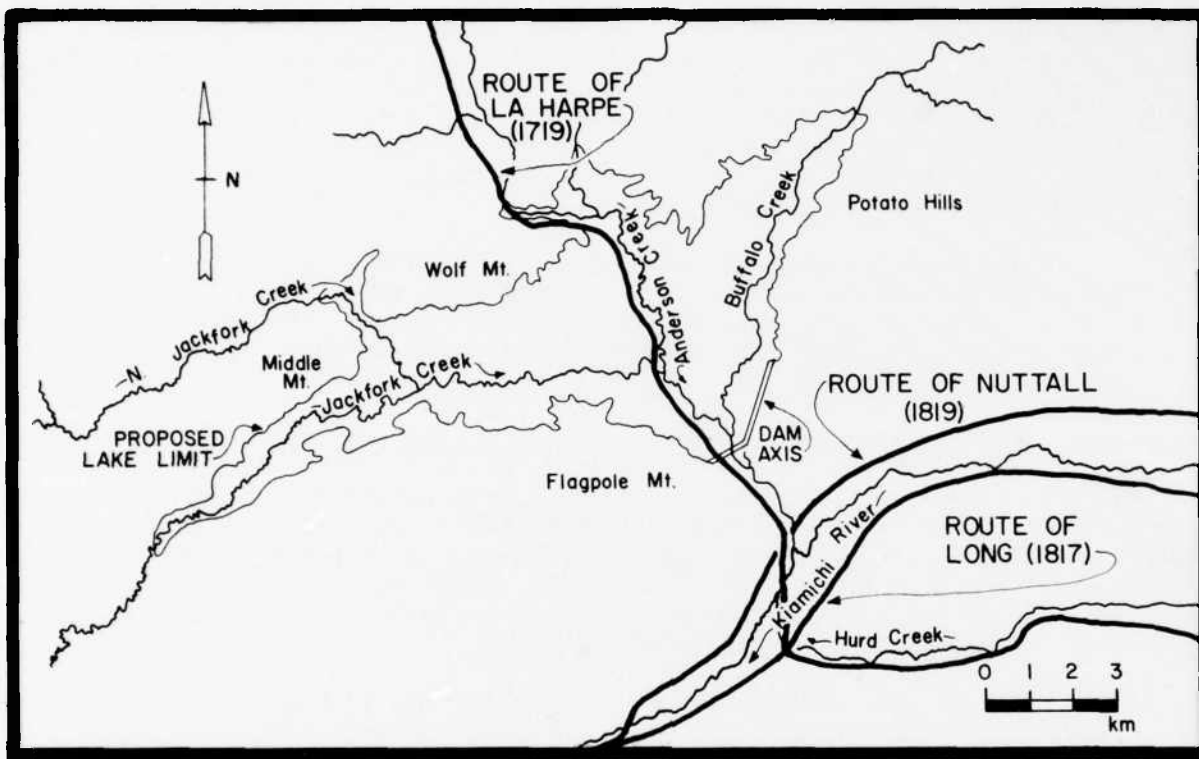 ROUTE OF
LA HARPE
(1719)
N
Potato Hills
Buffalo Creek
Anderson Creek
Wolf Mt.
N. Jackfork Creek
Middle
Mt.
Jackfork Creek
ROUTE OF NUTTALL
(1819)
PROPOSED
LAKE LIMIT
DAM
AXIS
Flagpole Mt.
Kiamichi River
ROUTE OF
LONG (1817)
Hurd Creek
0 1 2 3
km